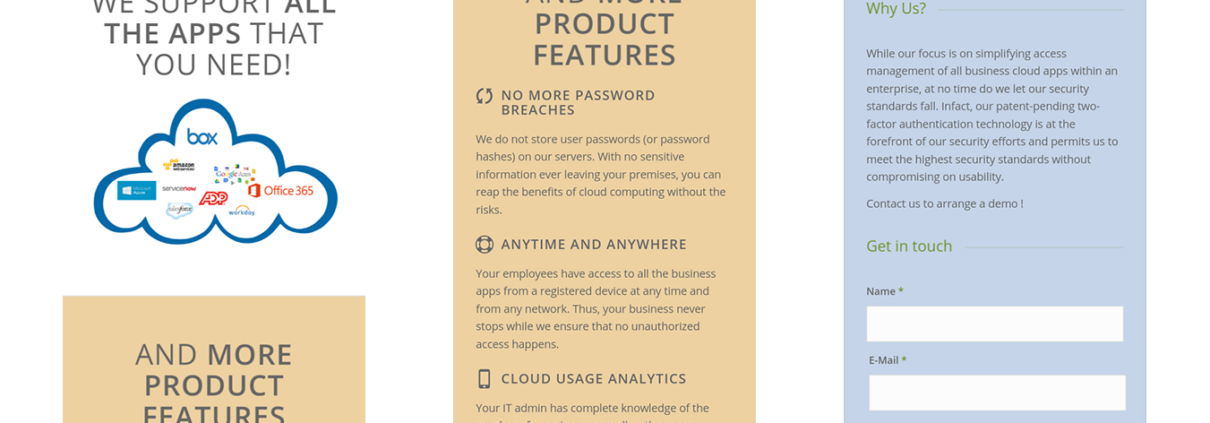 WE SUPPORT ALL
THE APPS THAT
YOU NEED!
box
amazon
web services
Google Apps
Microsoft
Azure
servicenow
ADP
Office 365
salesforce
workday
AND MORE
PRODUCT
FEATURES
AND MORE
PRODUCT
FEATURES
NO MORE PASSWORD
BREACHES
We do not store user passwords (or password
hashes) on our servers. With no sensitive
information ever leaving your premises, you can
reap the benefits of cloud computing without the
risks.
ANYTIME AND ANYWHERE
Your employees have access to all the business
apps from a registered device at any time and
from any network. Thus, your business never
stops while we ensure that no unauthorized
access happens.
CLOUD USAGE ANALYTICS
Your IT admin has complete knowledge of the
Why Us?
While our focus is on simplifying access
management of all business cloud apps within an
enterprise, at no time do we let our security
standards fall. Infact, our patent-pending two-
factor authentication technology is at the
forefront of our security efforts and permits us to
meet the highest security standards without
compromising on usability.
Contact us to arrange a demo !
Get in touch
Name *
E-Mail *